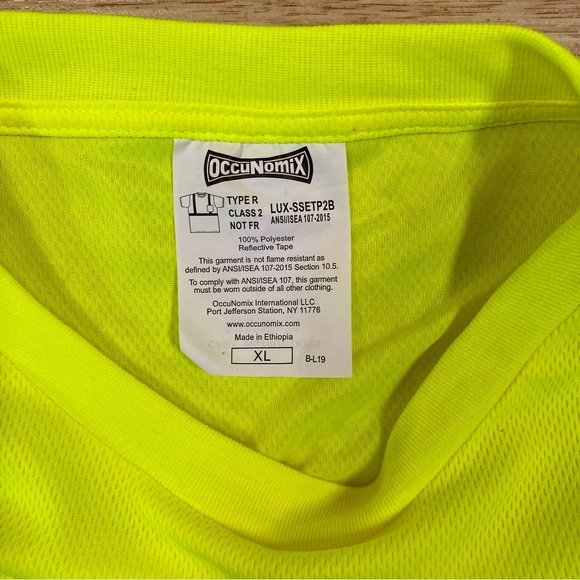 OCCUNOMIX
TYPE R
CLASS 2
NOT FR
LUX-SSETP2B
ANSI/ISEA 107-2015
100% Polyester
Reflective Tape
This garment is not flame resistant as
defined by ANSI/ISEA 107-2015 Section 10.5.
To comply with ANSI/ISEA 107, this garment
must be worn outside of all other clothing.
OccuNomix International LLC
Port Jefferson Station, NY 11776
www.occunomix.com
Made in Ethiopia
XL
B-L19